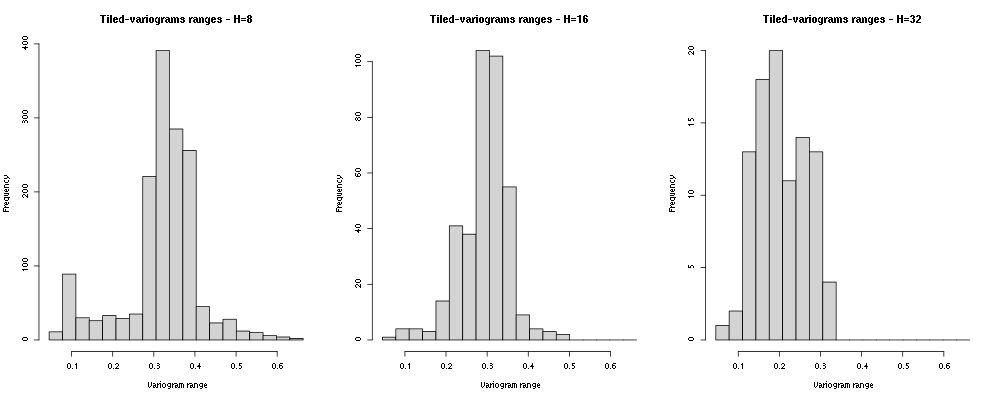 Tiled-variograms ranges - H=8
Frequency
400
300
200
100
0
0.1 0.2 0.3 0.4 0.5 0.6
Variogram range
Tiled-variograms ranges - H=16
Frequency
100
80
60
40
20
0
0.1 0.2 0.3 0.4 0.5 0.6
Variogram range
Tiled-variograms ranges - H=32
Frequency
20
15
10
5
0
0.1 0.2 0.3 0.4 0.5 0.6
Variogram range